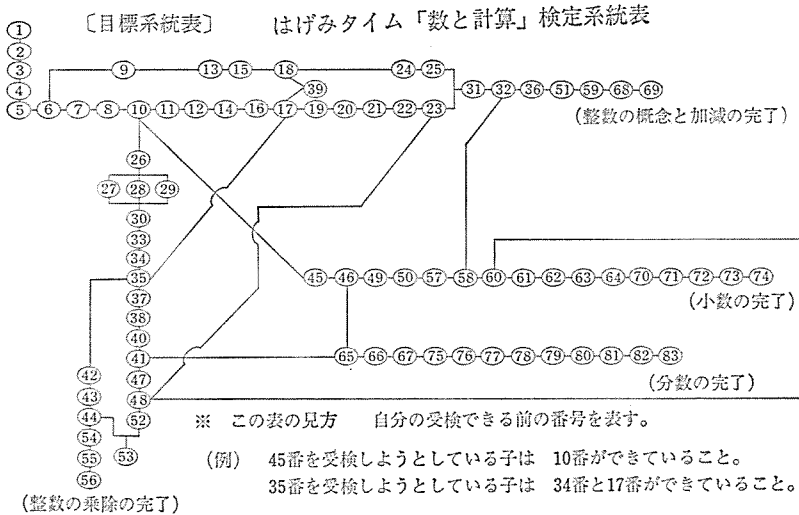 〔目標系統表〕 はげみタイム「数と計算」検定系統表
①
②
③
④
⑤ ⑥ ⑦ ⑧ ⑩ ⑪ ⑫ ⑭ ⑯ ⑰ ⑲ ⑳ ㉑ ㉒ ㉓
⑨ ⑬ ⑮ ⑱ ㉔ ㉕
㊴
㉛ ㉜ ㊱ 51 59 68 69
(整数の概念と加減の完了)
㉖
㉗ ㉘ ㉙
㉚
㉝
㉞
㉟
㊲
㊳
㊵
㊶
㊼
㊽
52
53
45 46 49 50 57 58 60 61 62 63 64 70 71 72 73 74
(小数の完了)
65 66 67 75 76 77 78 79 80 81 82 83
(分数の完了)
㊷
㊸
㊹
54
55
56
(整数の乗除の完了)
※ この表の見方 自分の受検できる前の番号を表す。
(例) 45番を受検しようとしている子は 10番ができていること。
35番を受検しようとしている子は 34番と17番ができていること。